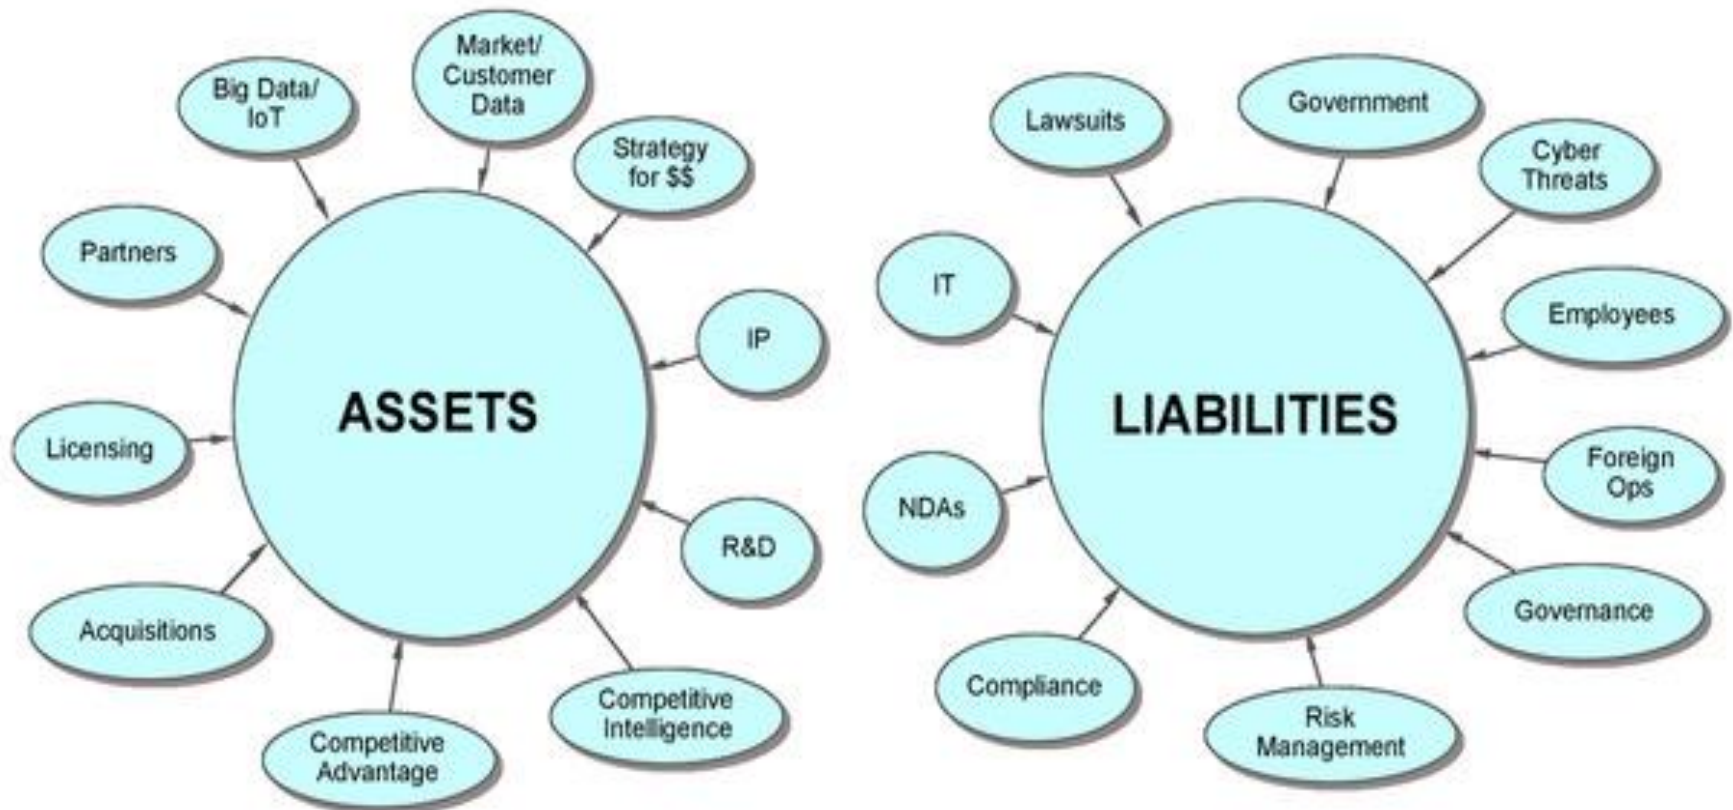 Market/
Customer
Data
Big Data/
IoT
Strategy
for $$
Partners
IP
ASSETS
Licensing
R&D
Acquisitions
Competitive
Intelligence
Competitive
Advantage
Government
Lawsuits
Cyber
Threats
IT
Employees
LIABILITIES
Foreign
Ops
NDAs
Governance
Compliance
Risk
Management